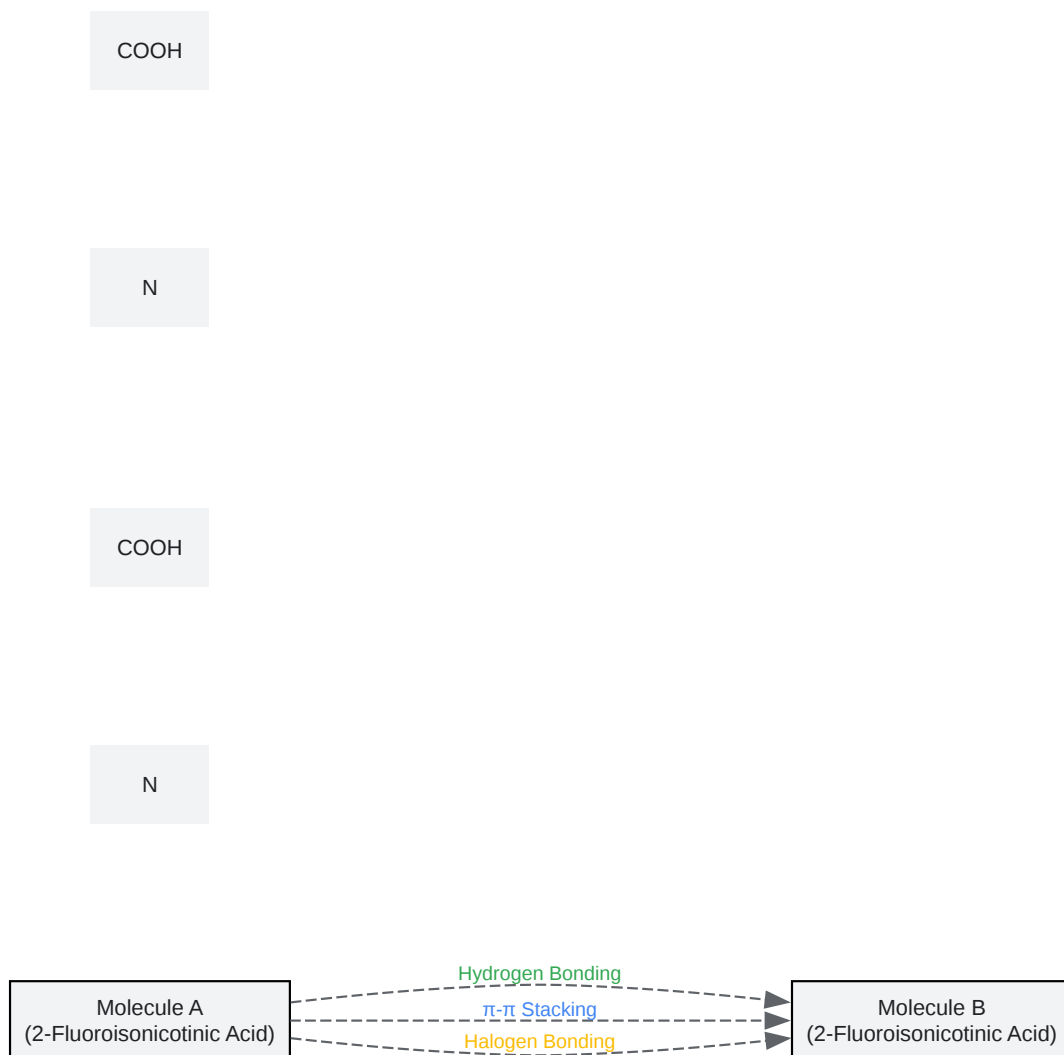 COOH
N
COOH
N
Hydrogen Bonding
π-π Stacking
Halogen Bonding
Molecule A
(2-Fluoroisonicotinic Acid)
Molecule B
(2-Fluoroisonicotinic Acid)